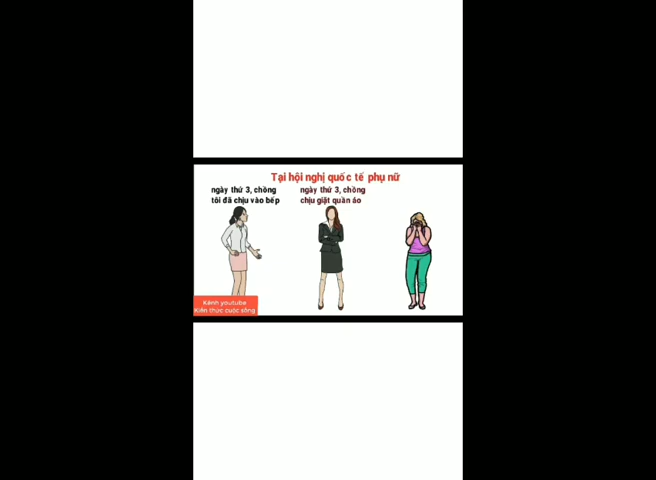 Tại hội nghị quốc tế phụ nữ
ngày thứ 3, chồng
tôi đã chịu vào bếp
ngày thứ 3, chồng
chịu giặt quần áo
Kênh youtube
Kiến thức cuộc sống